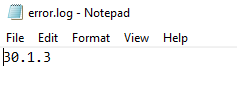 error.log - Notepad
File Edit Format View Help
30.1.3